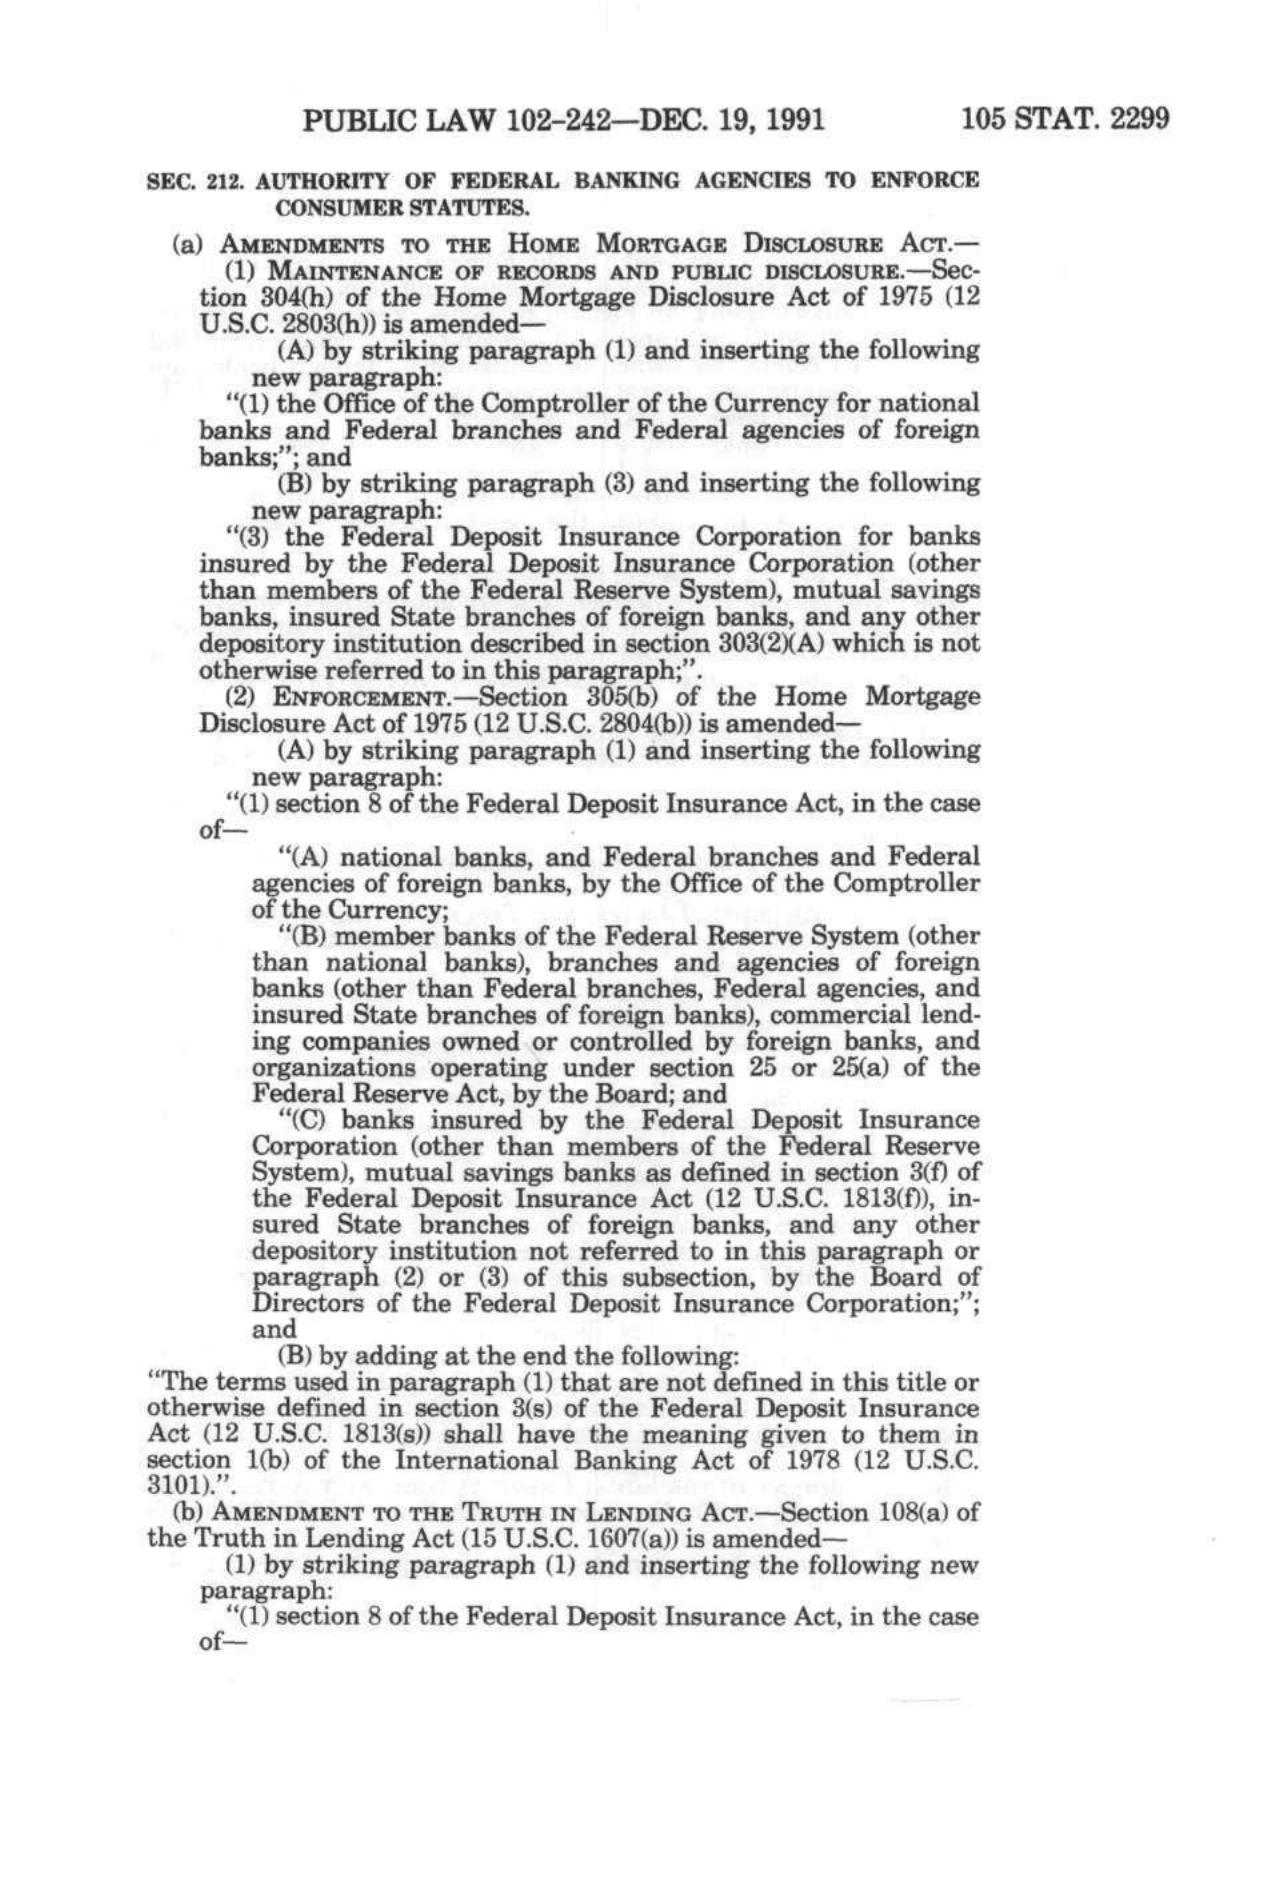 PUBLIC LAW 102–242—DEC. 19, 1991 105 STAT. 2299
SEC. 212. AUTHORITY OF FEDERAL BANKING AGENCIES TO ENFORCE
CONSUMER STATUTES.
(a) AMENDMENTS TO THE HOME MORTGAGE DISCLOSURE ACT.—
(1) MAINTENANCE OF RECORDS AND PUBLIC DISCLOSURE.—Sec-
tion 304(h) of the Home Mortgage Disclosure Act of 1975 (12
U.S.C. 2803(h)) is amended—
(A) by striking paragraph (1) and inserting the following
new paragraph:
“(1) the Office of the Comptroller of the Currency for national
banks and Federal branches and Federal agencies of foreign
banks;”; and
(B) by striking paragraph (3) and inserting the following
new paragraph:
“(3) the Federal Deposit Insurance Corporation for banks
insured by the Federal Deposit Insurance Corporation (other
than members of the Federal Reserve System), mutual savings
banks, insured State branches of foreign banks, and any other
depository institution described in section 303(2)(A) which is not
otherwise referred to in this paragraph;”.
(2) ENFORCEMENT.—Section 305(b) of the Home Mortgage
Disclosure Act of 1975 (12 U.S.C. 2804(b)) is amended—
(A) by striking paragraph (1) and inserting the following
new paragraph:
“(1) section 8 of the Federal Deposit Insurance Act, in the case
of—
“(A) national banks, and Federal branches and Federal
agencies of foreign banks, by the Office of the Comptroller
of the Currency;
“(B) member banks of the Federal Reserve System (other
than national banks), branches and agencies of foreign
banks (other than Federal branches, Federal agencies, and
insured State branches of foreign banks), commercial lend-
ing companies owned or controlled by foreign banks, and
organizations operating under section 25 or 25(a) of the
Federal Reserve Act, by the Board; and
“(C) banks insured by the Federal Deposit Insurance
Corporation (other than members of the Federal Reserve
System), mutual savings banks as defined in section 3(f) of
the Federal Deposit Insurance Act (12 U.S.C. 1813(f)), in-
sured State branches of foreign banks, and any other
depository institution not referred to in this paragraph or
paragraph (2) or (3) of this subsection, by the Board of
Directors of the Federal Deposit Insurance Corporation;”;
and
(B) by adding at the end the following:
“The terms used in paragraph (1) that are not defined in this title or
otherwise defined in section 3(s) of the Federal Deposit Insurance
Act (12 U.S.C. 1813(s)) shall have the meaning given to them in
section 1(b) of the International Banking Act of 1978 (12 U.S.C.
3101).”.
(b) AMENDMENT TO THE TRUTH IN LENDING ACT.—Section 108(a) of
the Truth in Lending Act (15 U.S.C. 1607(a)) is amended—
(1) by striking paragraph (1) and inserting the following new
paragraph:
“(1) section 8 of the Federal Deposit Insurance Act, in the case
of—